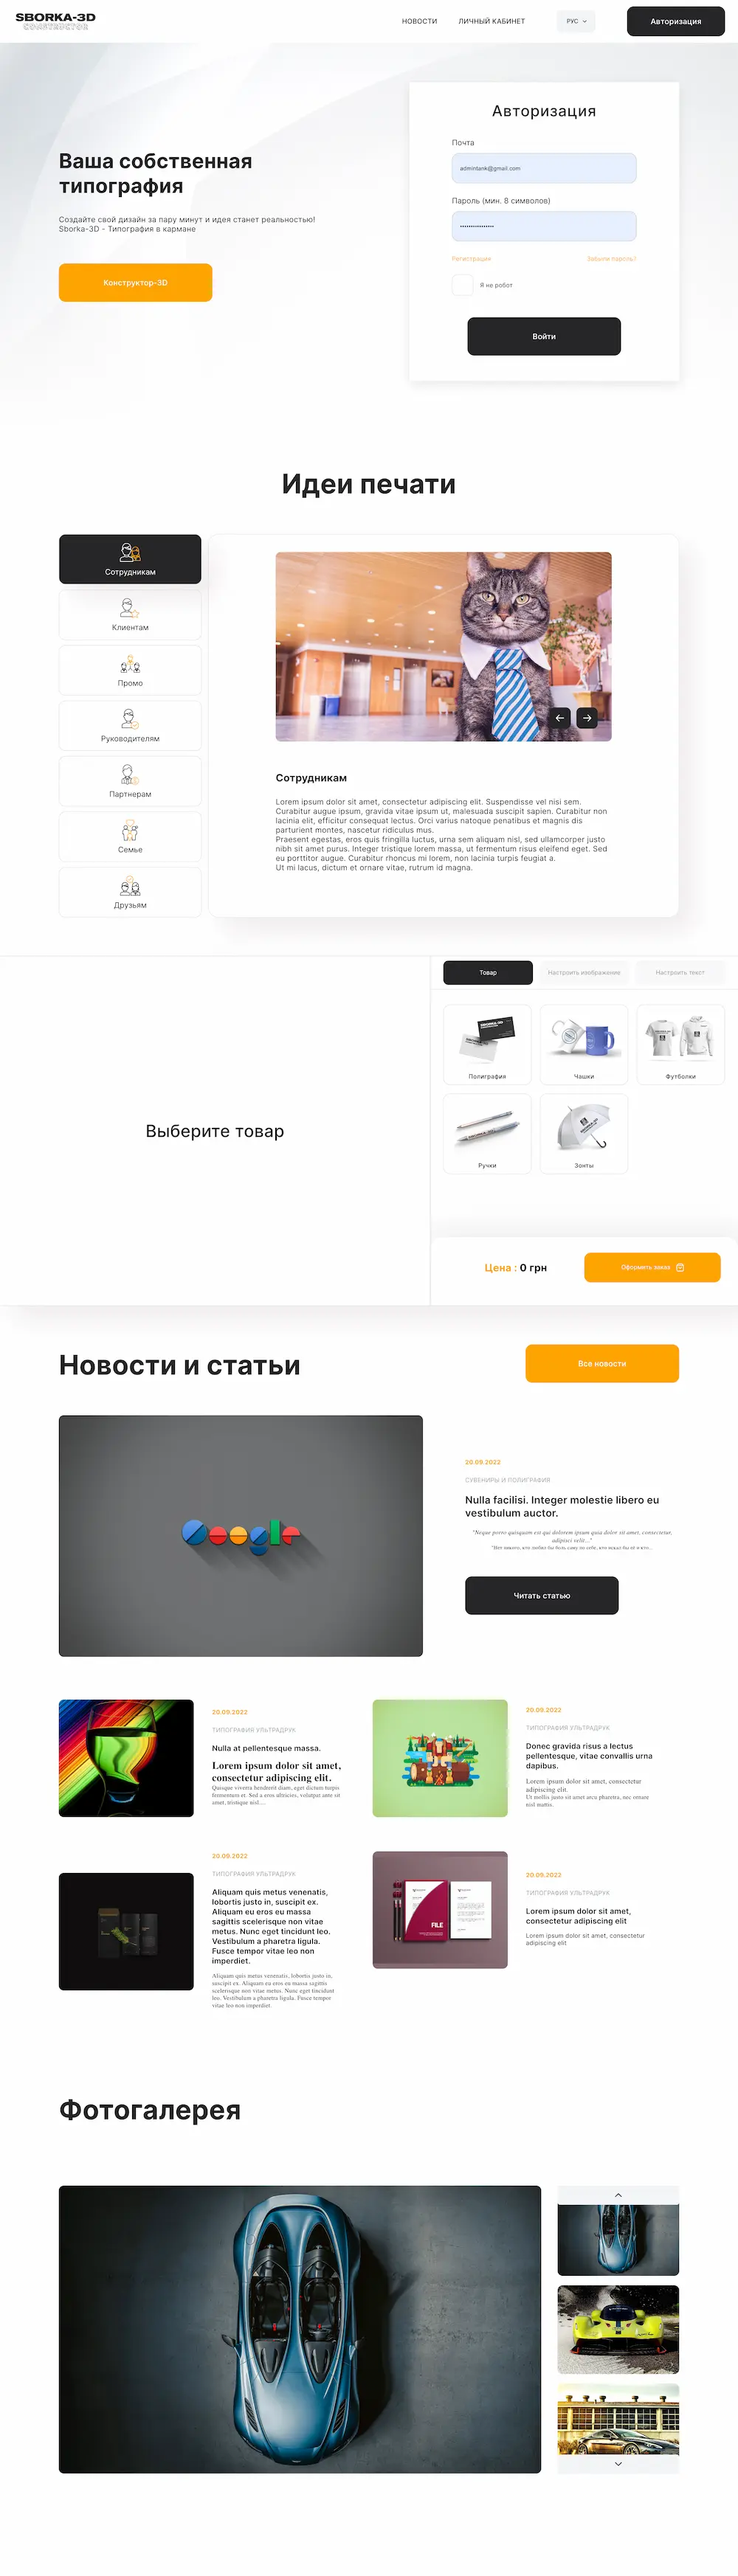 SBORKA-3D
CONSTRUCTOR
НОВОСТИ
ЛИЧНЫЙ КАБИНЕТ
РУС
Авторизация
Ваша собственная
типография
Создайте свой дизайн за пару минут и идея станет реальностью!
Sborka-3D - Типография в кармане
Конструктор-3D
Авторизация
Почта
admintank@gmail.com
Пароль (мин. 8 символов)
Регистрация
Забыли пароль?
Я не робот
Войти
Идеи печати
Сотрудникам
Клиентам
Промо
Руководителям
Партнерам
Семье
Друзьям
Сотрудникам
Lorem ipsum dolor sit amet, consectetur adipiscing elit. Suspendisse vel nisi sem.
Curabitur augue ipsum, gravida vitae ipsum ut, malesuada suscipit sapien. Curabitur non
lacinia elit, efficitur consequat lectus. Orci varius natoque penatibus et magnis dis
parturient montes, nascetur ridiculus mus.
Praesent egestas, eros quis fringilla luctus, urna sem aliquam nisl, sed ullamcorper justo
nibh sit amet purus. Integer tristique lorem massa, ut fermentum risus eleifend eget. Sed
eu porttitor augue. Curabitur rhoncus mi lorem, non lacinia turpis feugiat a.
Ut mi lacus, dictum et ornare vitae, rutrum id magna.
Товар
Настроить изображение
Настроить текст
Выберите товар
SBORKA-3D
Полиграфия
Чашки
Футболки
Ручки
Зонты
Цена : 0 грн
Оформить заказ
Новости и статьи
Все новости
20.09.2022
СУВЕНИРЫ И ПОЛИГРАФИЯ
Nulla facilisi. Integer molestie libero eu
vestibulum auctor.
"Neque porro quisquam est qui dolorem ipsum quia dolor sit amet, consectetur,
adipisci velit..."
"Нет никого, кто любил бы боль саму по себе, кто искал бы её и кто...
Читать статью
20.09.2022
ТИПОГРАФИЯ УЛЬТРАДРУК
Nulla at pellentesque massa.
Lorem ipsum dolor sit amet,
consectetur adipiscing elit.
Quisque viverra hendrerit diam, eget dictum turpis
fermentum et. Sed a eros ultricies, volutpat ante sit
amet, tristique nisl....
20.09.2022
ТИПОГРАФИЯ УЛЬТРАДРУК
Donec gravida risus a lectus
pellentesque, vitae convallis urna
dapibus.
Lorem ipsum dolor sit amet, consectetur
adipiscing elit.
Ut mollis justo sit amet arcu pharetra, nec ornare
nisl mattis.
20.09.2022
ТИПОГРАФИЯ УЛЬТРАДРУК
Aliquam quis metus venenatis,
lobortis justo in, suscipit ex.
Aliquam eu eros eu massa
sagittis scelerisque non vitae
metus. Nunc eget tincidunt leo.
Vestibulum a pharetra ligula.
Fusce tempor vitae leo non
imperdiet.
Aliquam quis metus venenatis, lobortis justo in,
suscipit ex. Aliquam eu eros eu massa sagittis
scelerisque non vitae metus. Nunc eget tincidunt
leo. Vestibulum a pharetra ligula. Fusce tempor
vitae leo non imperdiet.
FILE
20.09.2022
ТИПОГРАФИЯ УЛЬТРАДРУК
Lorem ipsum dolor sit amet,
consectetur adipiscing elit
Lorem ipsum dolor sit amet, consectetur
adipiscing elit
Фотогалерея